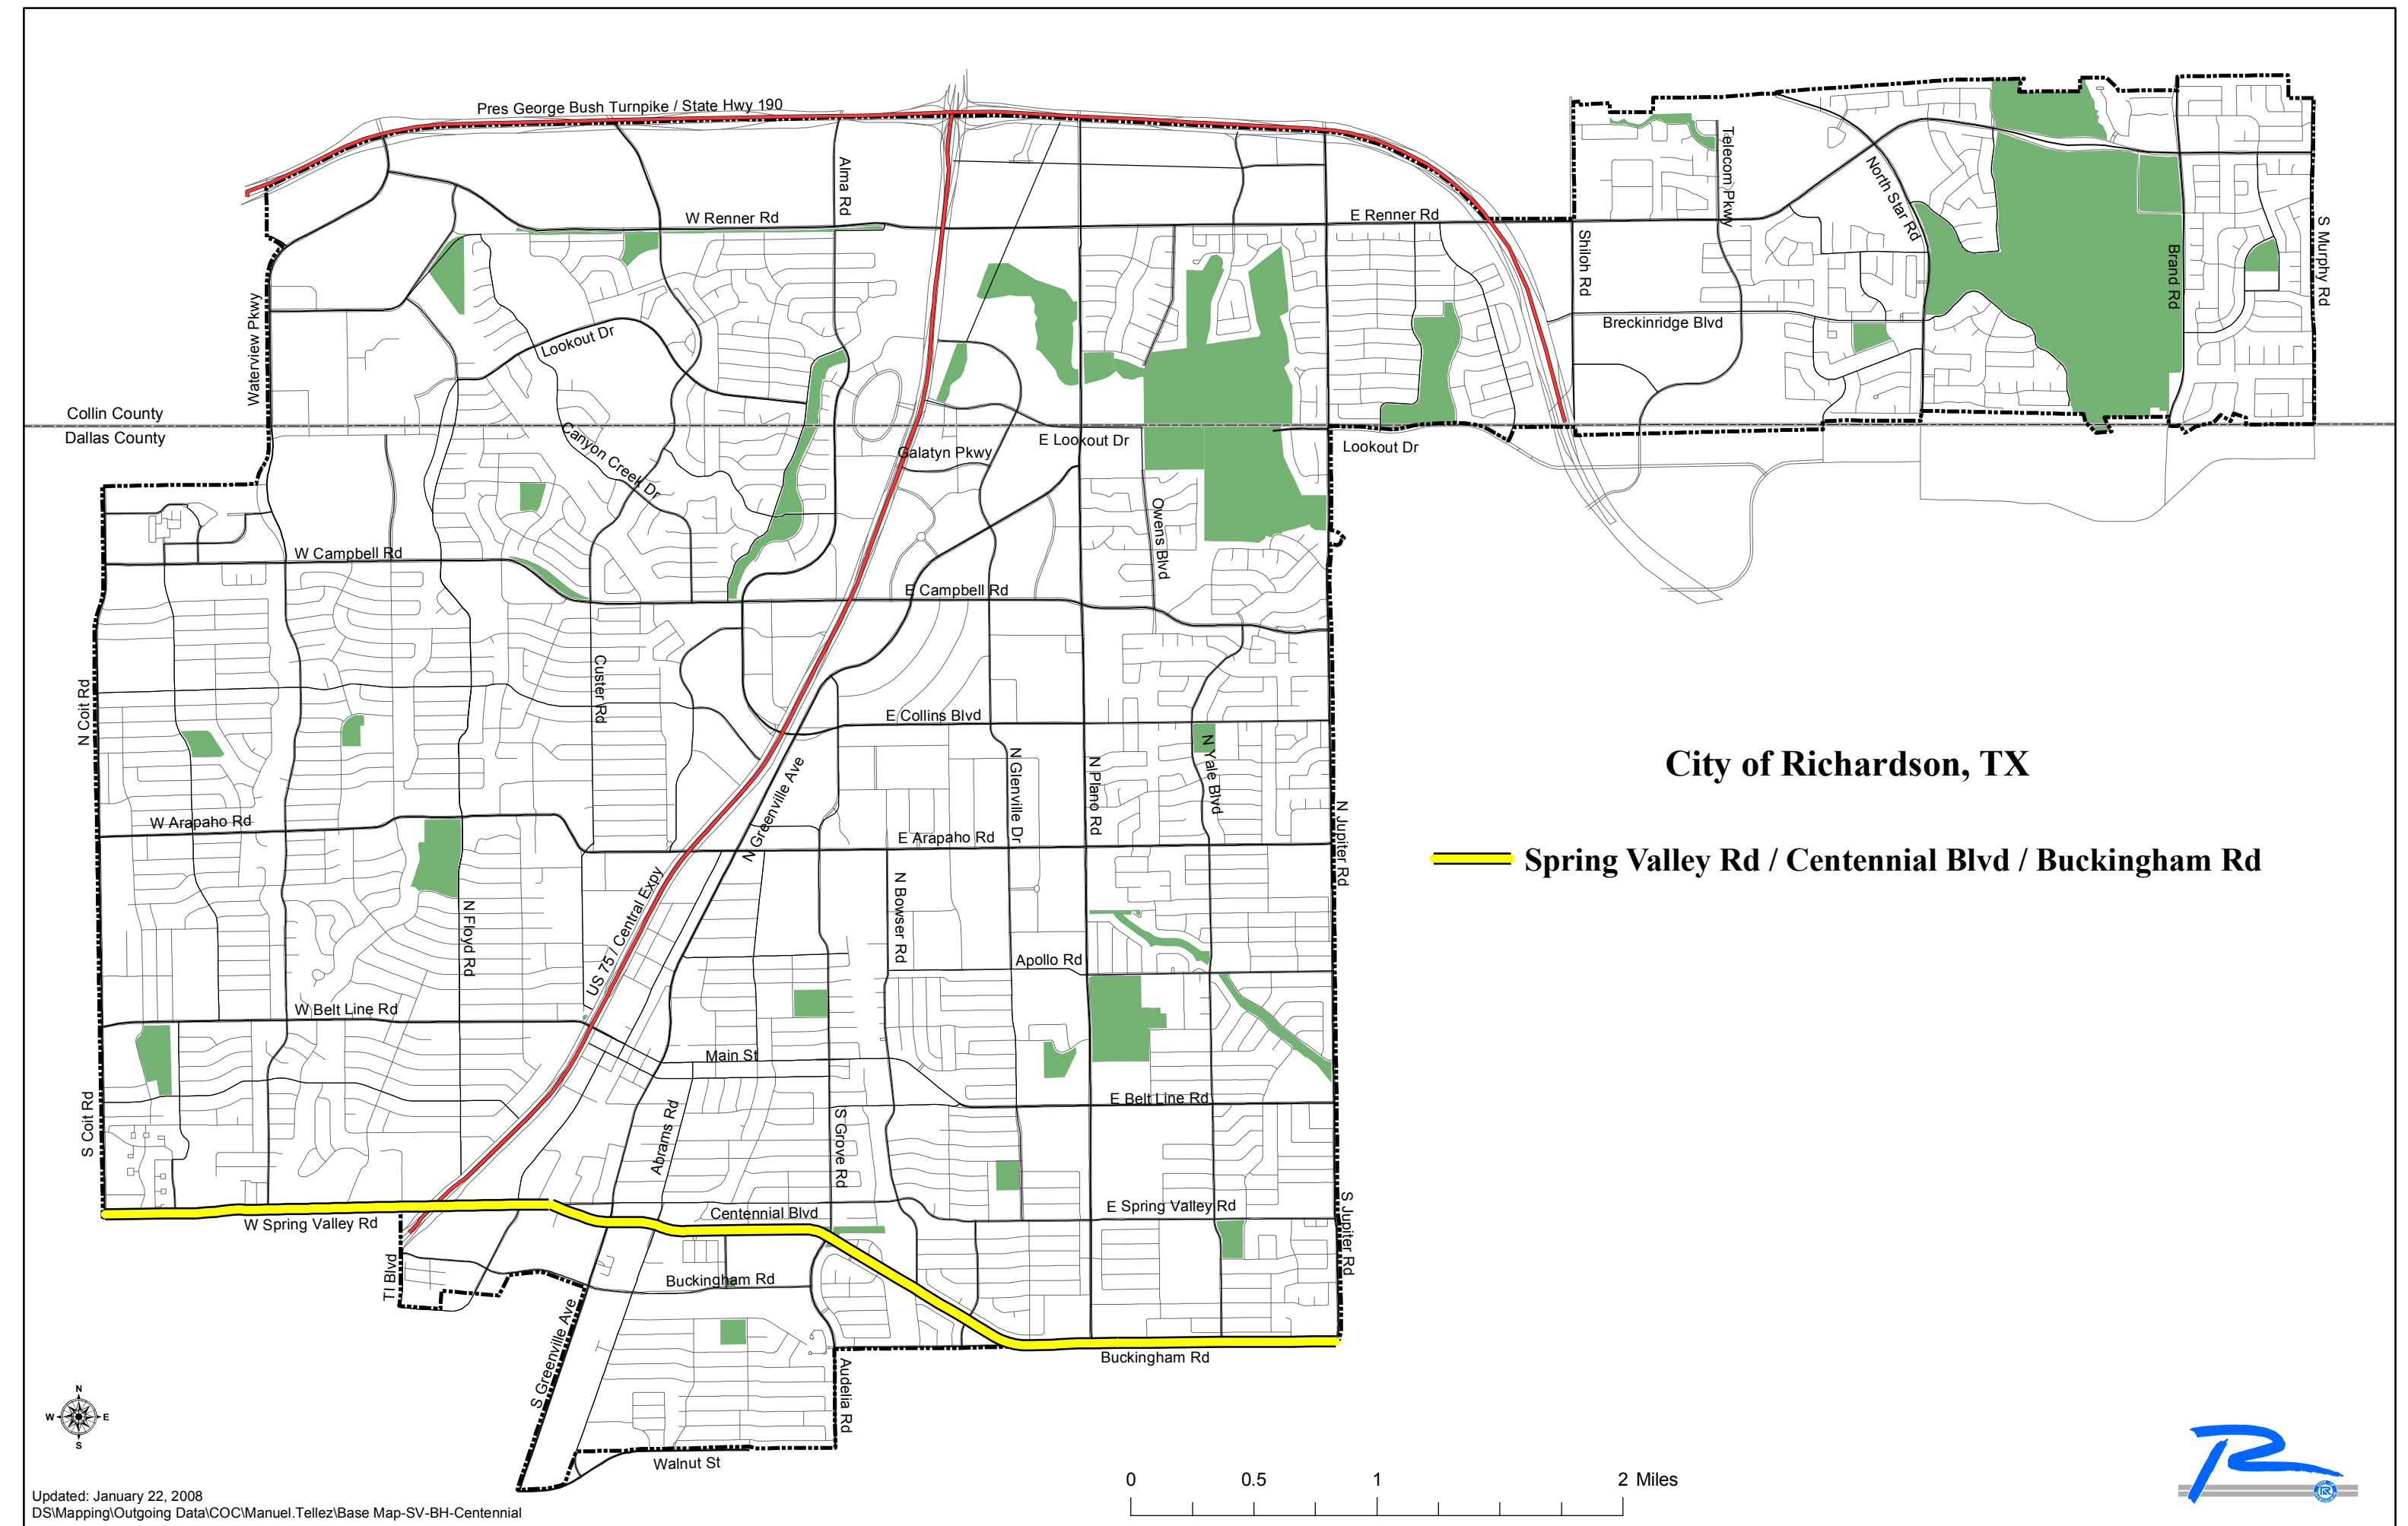 Pres George Bush Turnpike / State Hwy 190
Alma Rd
W Renner Rd
E Renner Rd
Telecom Pkwy
North Star Rd
Shiloh Rd
Brand Rd
S Murphy Rd
Waterview Pkwy
Lookout Dr
Breckinridge Blvd
Collin County
Dallas County
Canyon Creek Dr
Galatyn Pkwy
E Lookout Dr
Lookout Dr
Owens Blvd
W Campbell Rd
E Campbell Rd
N Coit Rd
Custer Rd
E Collins Blvd
N Greenville Ave
N Glenville Dr
N Plano Rd
N Yale Blvd
N Jupiter Rd
City of Richardson, TX
W Arapaho Rd
E Arapaho Rd
Spring Valley Rd / Centennial Blvd / Buckingham Rd
US 75 / Central Expy
N Floyd Rd
N Bowser Rd
Apollo Rd
W Belt Line Rd
Main St
S Coit Rd
Abrams Rd
S Grove Rd
E Belt Line Rd
W Spring Valley Rd
Centennial Blvd
E Spring Valley Rd
S Jupiter Rd
TI Blvd
Buckingham Rd
S Greenville Ave
Audelia Rd
Buckingham Rd
Walnut St
N
W E
S
0 0.5 1 2 Miles
Updated: January 22, 2008
DS\Mapping\Outgoing Data\COC\Manuel.Tellez\Base Map-SV-BH-Centennial